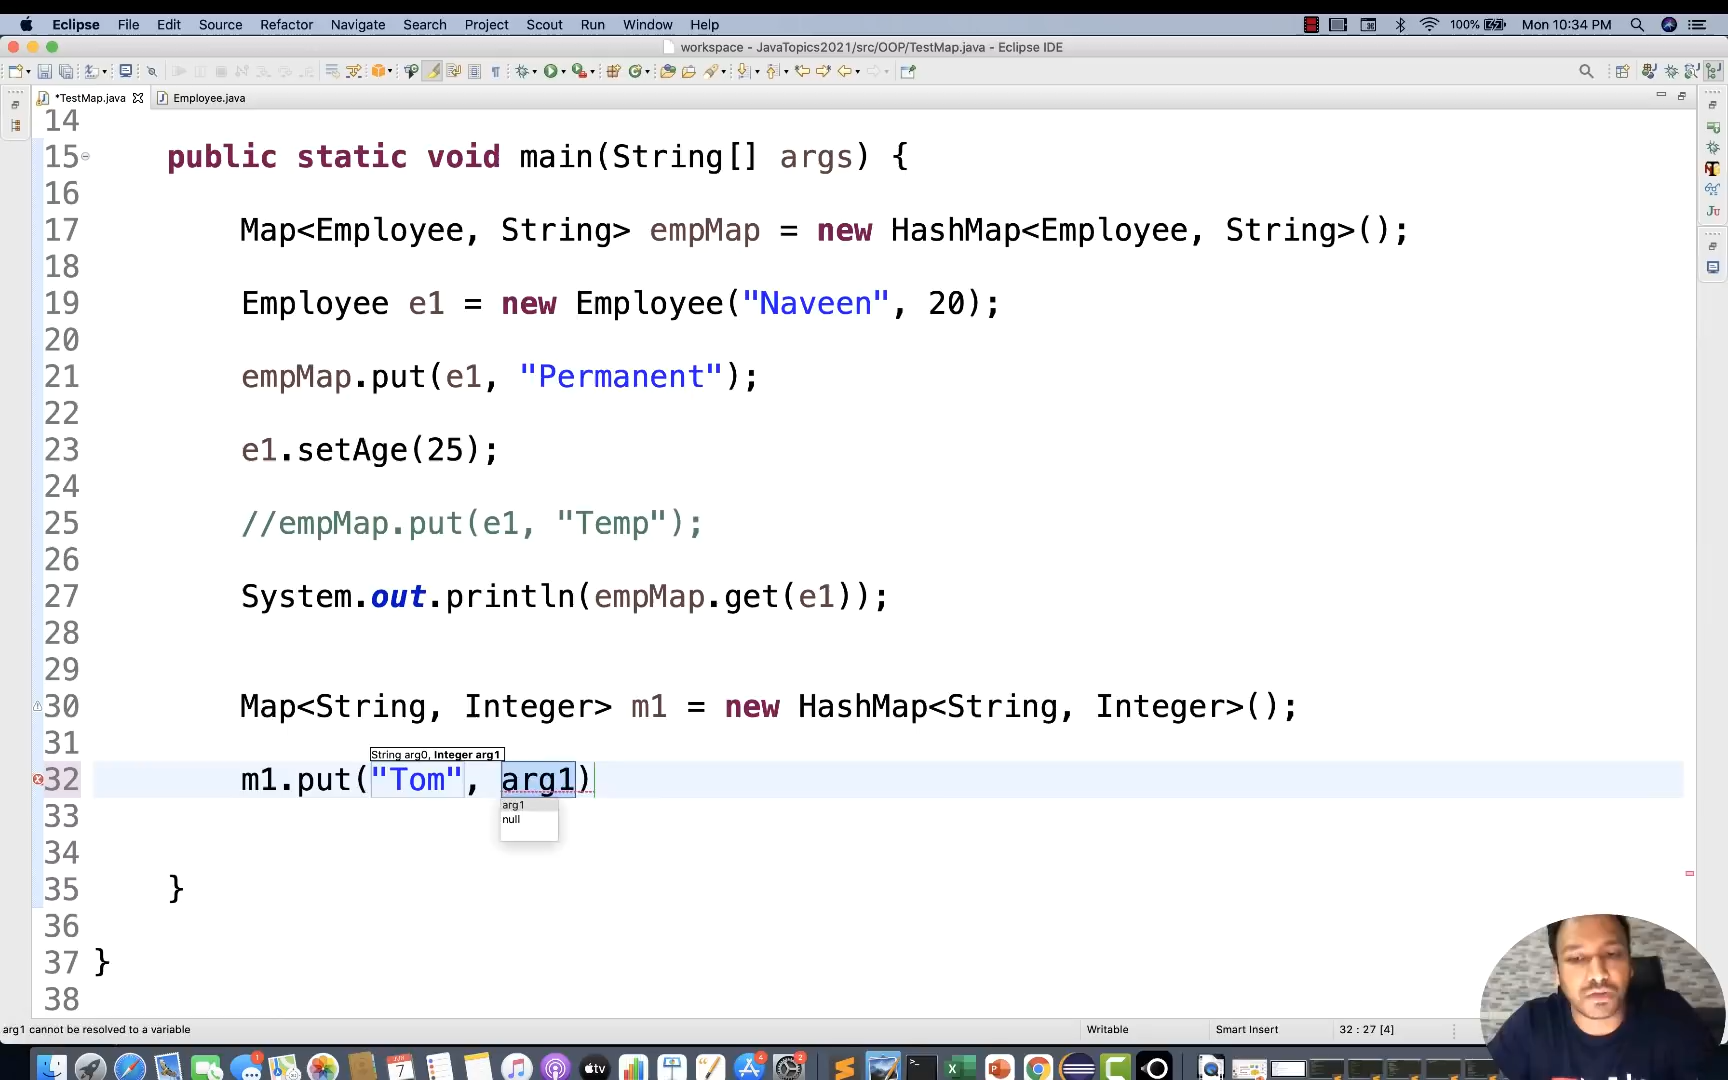 Eclipse File Edit Source Refactor Navigate Search Project Scout Run Window Help 100% Mon 10:34 PM
workspace - JavaTopics2021/src/OOP/TestMap.java - Eclipse IDE
*TestMap.java Employee.java
14
15 public static void main(String[] args) {
16
17 Map<Employee, String> empMap = new HashMap<Employee, String>();
18
19 Employee e1 = new Employee("Naveen", 20);
20
21 empMap.put(e1, "Permanent");
22
23 e1.setAge(25);
24
25 //empMap.put(e1, "Temp");
26
27 System.out.println(empMap.get(e1));
28
29
30 Map<String, Integer> m1 = new HashMap<String, Integer>();
31
String arg0, Integer arg1
32 m1.put("Tom", arg1)
arg1
33
null
34
35 }
36
37 }
38
arg1 cannot be resolved to a variable Writable Smart Insert 32 : 27 [4]